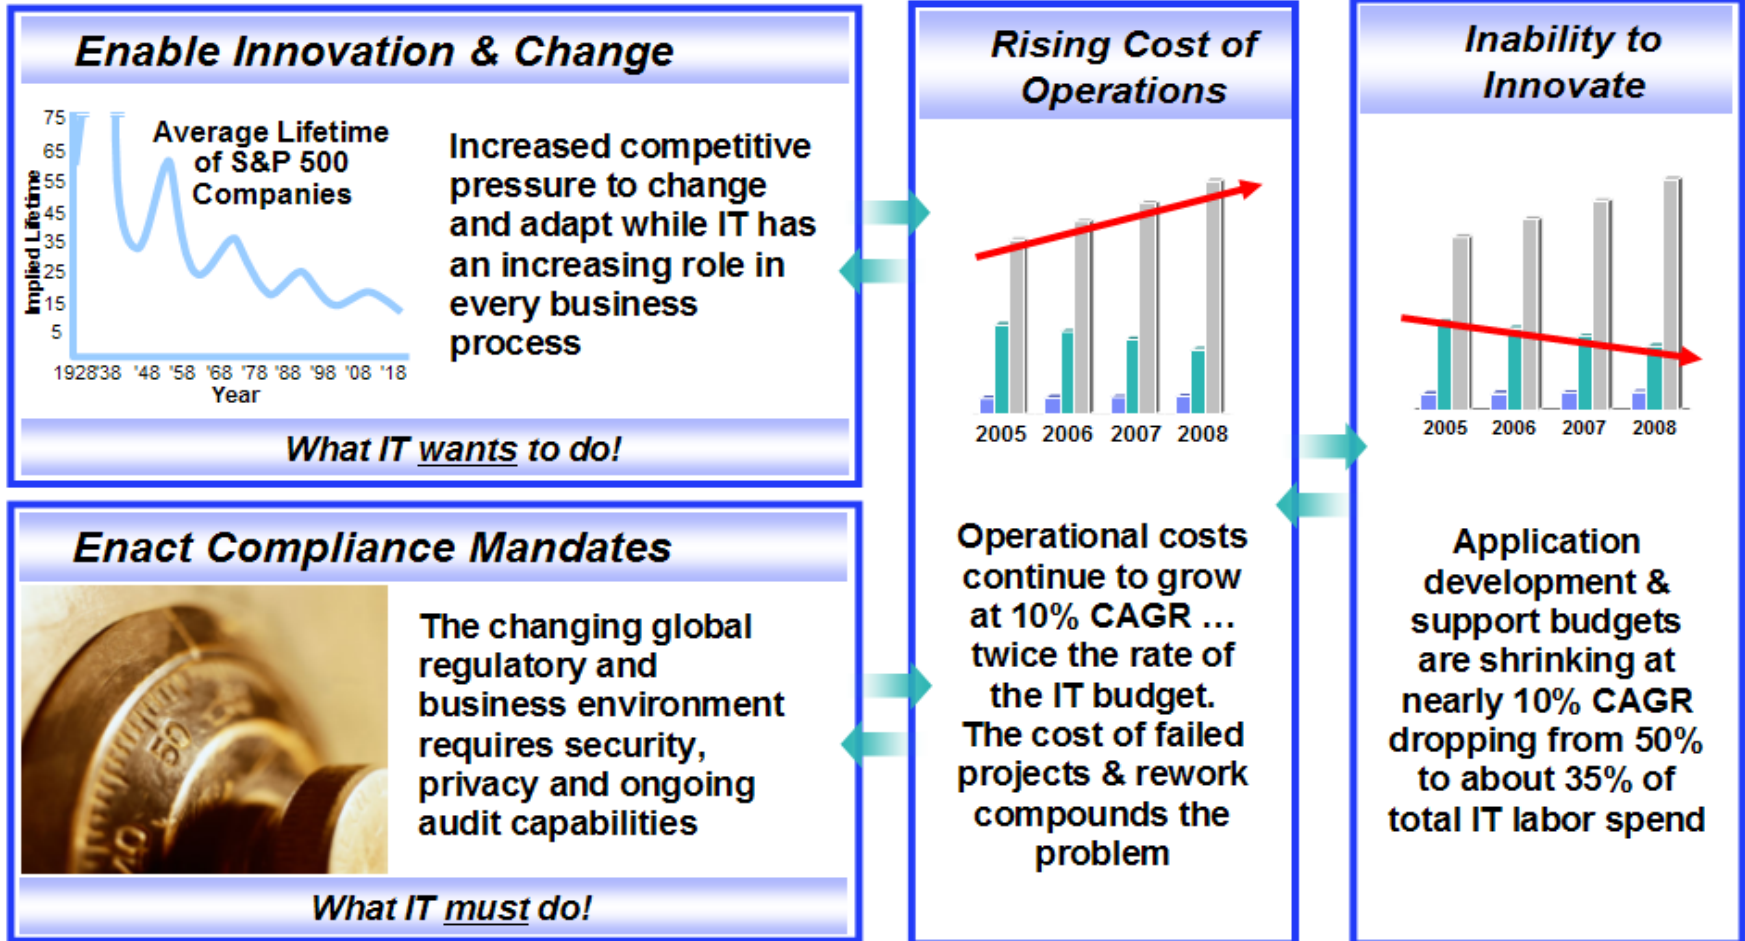 Enable Innovation & Change
75
65
55
45
35
25
15
5
Implied Lifetime
Average Lifetime
of S&P 500
Companies
1928 '38 '48 '58 '68 '78 '88 '98 '08 '18
Year
Increased competitive
pressure to change
and adapt while IT has
an increasing role in
every business
process
What IT wants to do!
Enact Compliance Mandates
50
The changing global
regulatory and
business environment
requires security,
privacy and ongoing
audit capabilities
What IT must do!
Rising Cost of
Operations
2005 2006 2007 2008
Operational costs
continue to grow
at 10% CAGR …
twice the rate of
the IT budget.
The cost of failed
projects & rework
compounds the
problem
Inability to
Innovate
2005 2006 2007 2008
Application
development &
support budgets
are shrinking at
nearly 10% CAGR
dropping from 50%
to about 35% of
total IT labor spend